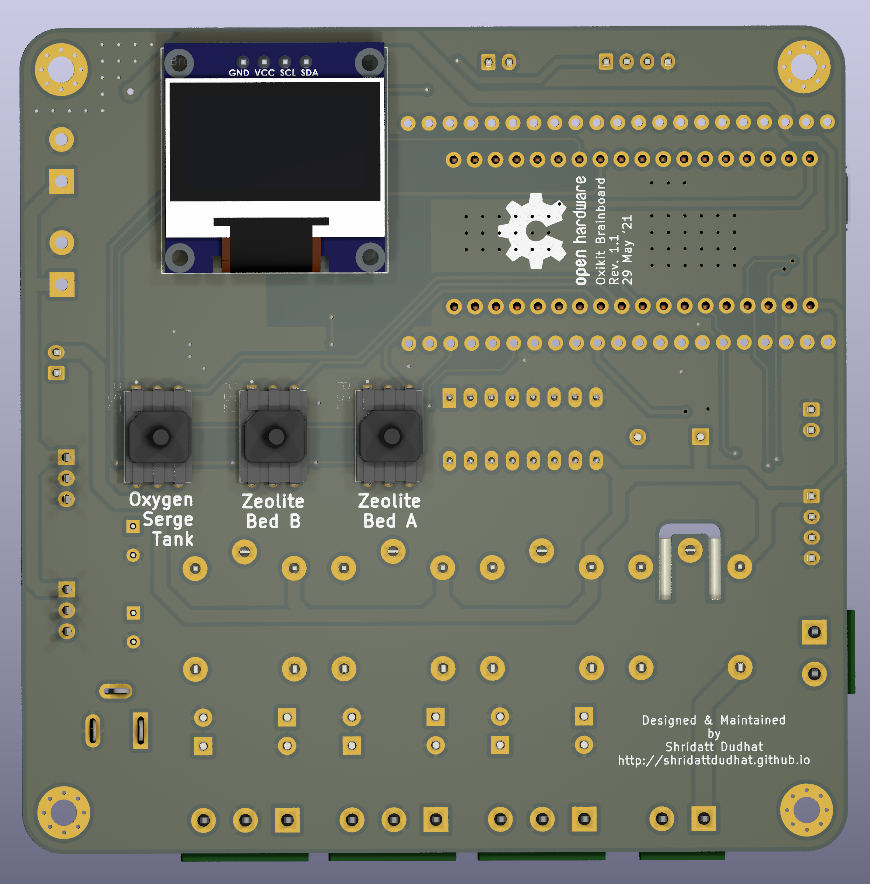 GND VCC SCL SDA
open hardware
Oxikit Brainboard
Rev. 1.1
29 May '21
Oxygen
Serge
Tank
Zeolite
Bed B
Zeolite
Bed A
Designed & Maintained
by
Shridatt Dudhat
http://shridattdudhat.github.io